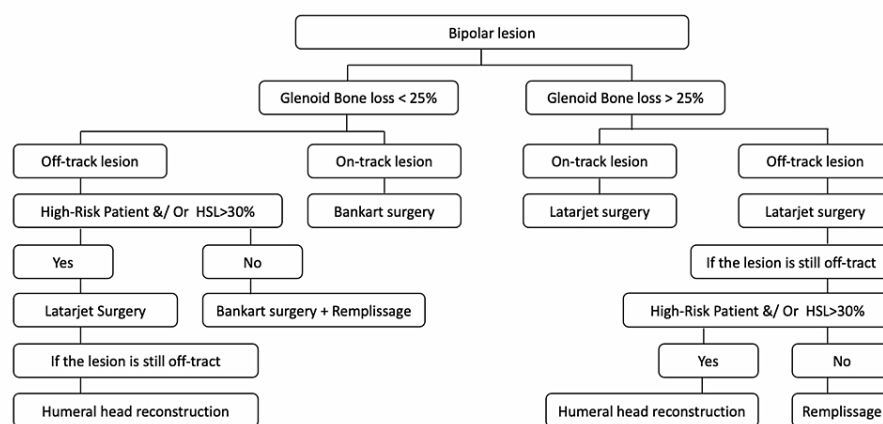 Bipolar lesion
Glenoid Bone loss < 25%
Glenoid Bone loss > 25%
Off-track lesion
On-track lesion
On-track lesion
Off-track lesion
High-Risk Patient &/ Or HSL>30%
Bankart surgery
Latarjet surgery
Latarjet surgery
Yes
No
If the lesion is still off-tract
Latarjet Surgery
Bankart surgery + Remplissage
High-Risk Patient &/ Or HSL>30%
If the lesion is still off-tract
Yes
No
Humeral head reconstruction
Humeral head reconstruction
Remplissage